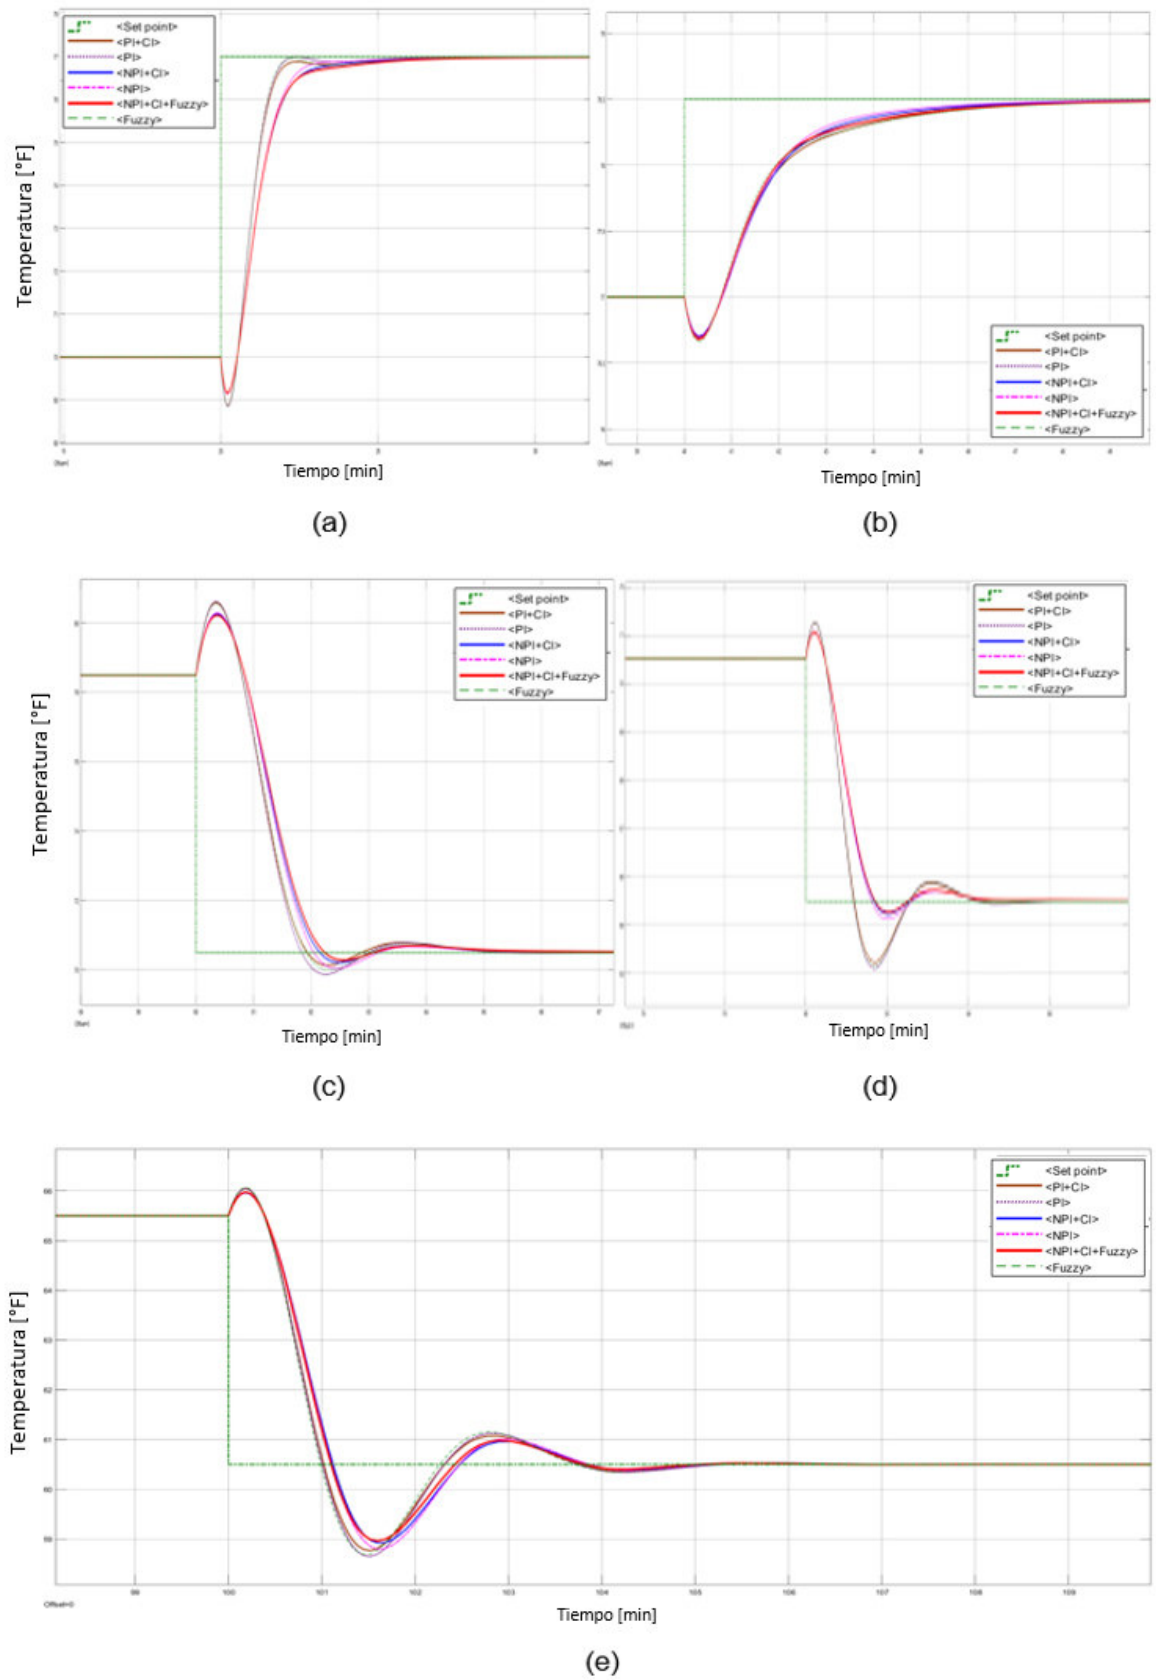 <Set point>
<PI+CI>
<PI>
<NPI+CI>
<NPI>
<NPI+CI+Fuzzy>
<Fuzzy>
Temperatura [°F]
Tiempo [min]
(a)
<Set point>
<PI+CI>
<PI>
<NPI+CI>
<NPI>
<NPI+CI+Fuzzy>
<Fuzzy>
Tiempo [min]
(b)
<Set point>
<PI+CI>
<PI>
<NPI+CI>
<NPI>
<NPI+CI+Fuzzy>
<Fuzzy>
Temperatura [°F]
Tiempo [min]
(c)
<Set point>
<PI+CI>
<PI>
<NPI+CI>
<NPI>
<NPI+CI+Fuzzy>
<Fuzzy>
Tiempo [min]
(d)
<Set point>
<PI+CI>
<PI>
<NPI+CI>
<NPI>
<NPI+CI+Fuzzy>
<Fuzzy>
Temperatura [°F]
66
65
64
63
62
61
60
59
99 100 101 102 103 104 105 106 107 108 109
Offset=0
Tiempo [min]
(e)